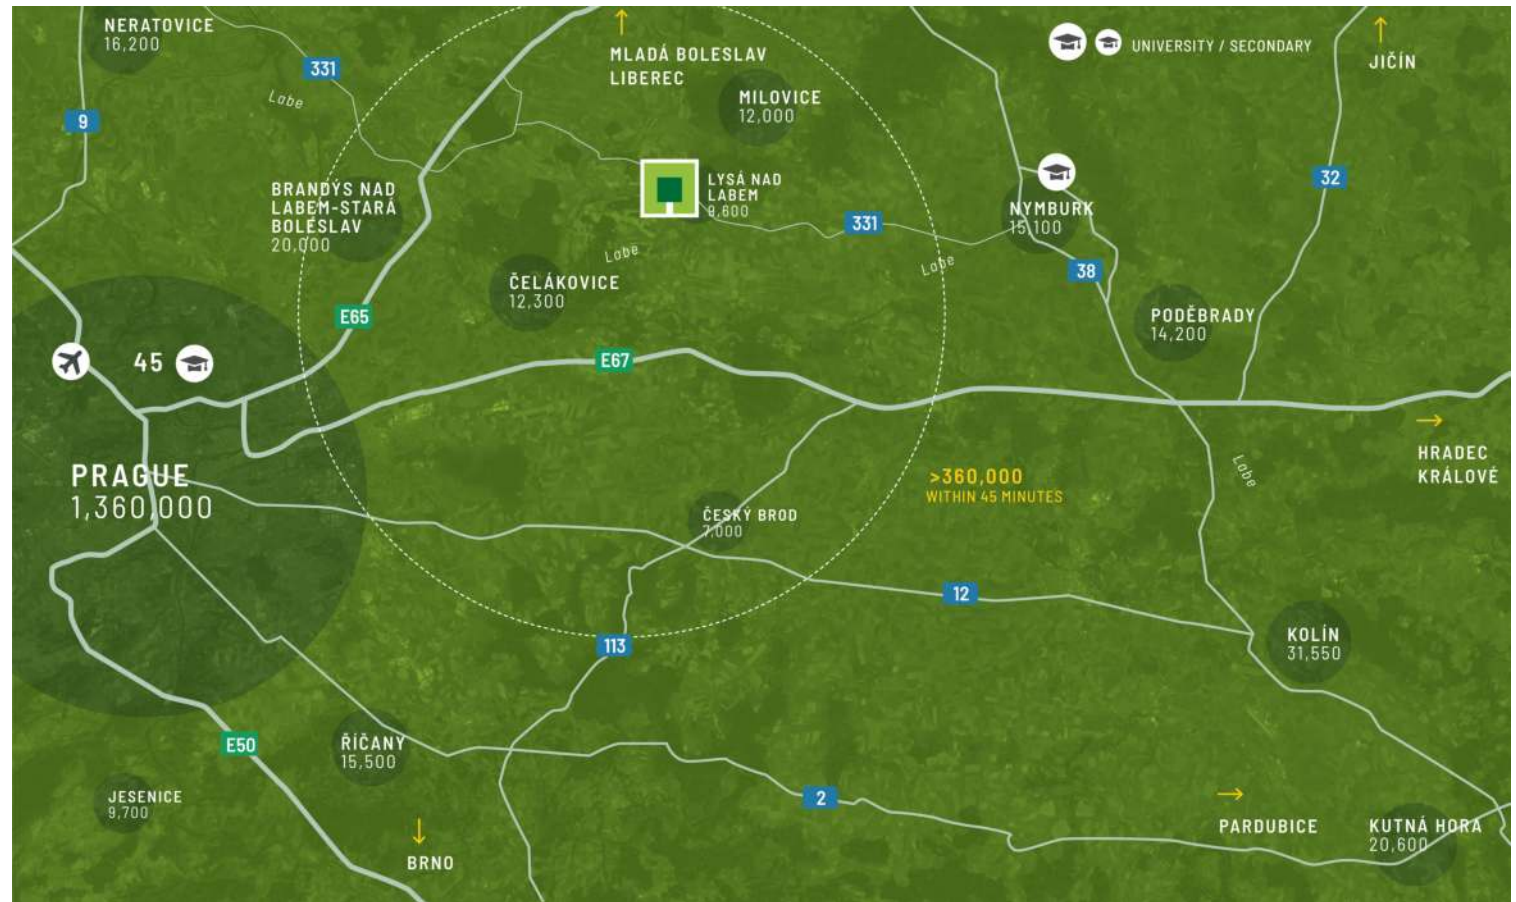 NERATOVICE
16,200
331
Labe
9
MLADÁ BOLESLAV
LIBEREC
MILOVICE
12,000
UNIVERSITY / SECONDARY
JIČÍN
BRANDÝS NAD
LABEM-STARÁ
BOLESLAV
20,000
LYSÁ NAD
LABEM
9,600
331
NYMBURK
15,100
32
Labe
Labe
38
ČELÁKOVICE
12,300
E65
PODĚBRADY
14,200
45
E67
HRADEC
KRÁLOVÉ
PRAGUE
1,360,000
>360,000
WITHIN 45 MINUTES
Labe
ČESKÝ BROD
7,000
12
113
KOLÍN
31,550
E50
ŘÍČANY
15,500
JESENICE
9,700
2
BRNO
PARDUBICE
KUTNÁ HORA
20,600